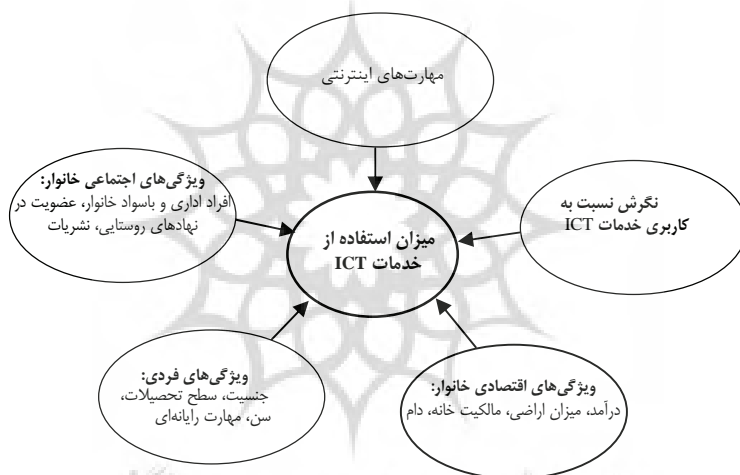 مهارت‌های اینترنتی
ویژگی‌های اجتماعی خانوار:
افراد اداری و باسواد خانوار، عضویت در
نهادهای روستایی، نشریات
نگرش نسبت به
کاربری خدمات ICT
میزان استفاده از
خدمات ICT
ویژگی‌های فردی:
جنسیت، سطح تحصیلات،
سن، مهارت رایانه‌ای
ویژگی‌های اقتصادی خانوار:
درآمد، میزان اراضی، مالکیت خانه، دام